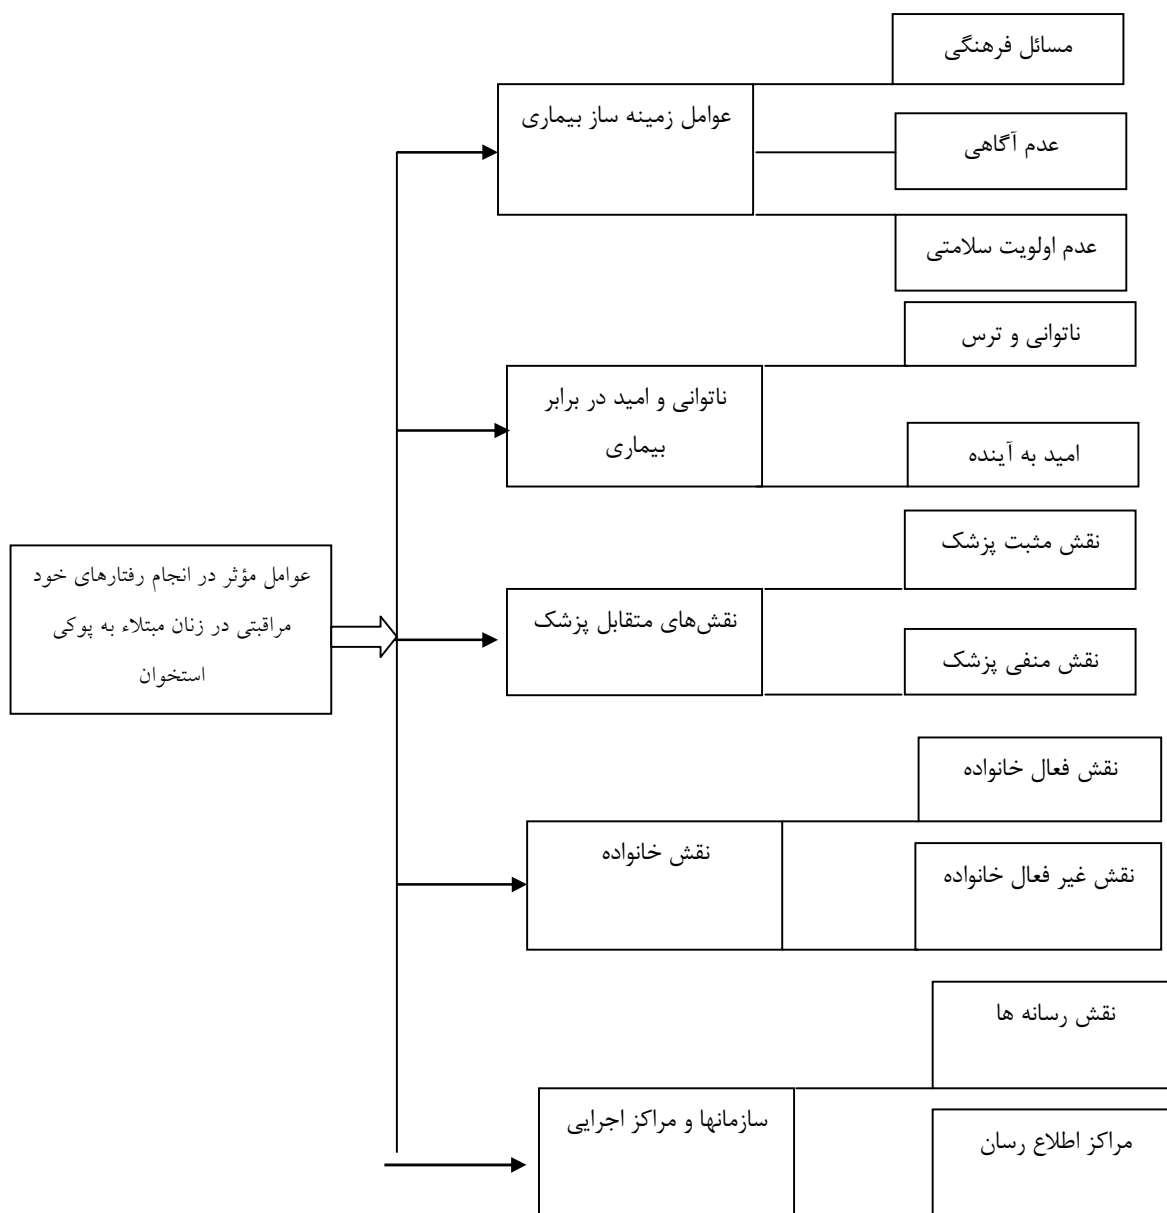 عوامل مؤثر در انجام رفتارهای خود
مراقبتی در زنان مبتلاء به پوکی
استخوان
عوامل زمینه ساز بیماری
مسائل فرهنگی
عدم آگاهی
عدم اولویت سلامتی
ناتوانی و امید در برابر
بیماری
ناتوانی و ترس
امید به آینده
نقش‌های متقابل پزشک
نقش مثبت پزشک
نقش منفی پزشک
نقش خانواده
نقش فعال خانواده
نقش غیر فعال خانواده
سازمانها و مراکز اجرایی
نقش رسانه ها
مراکز اطلاع رسان